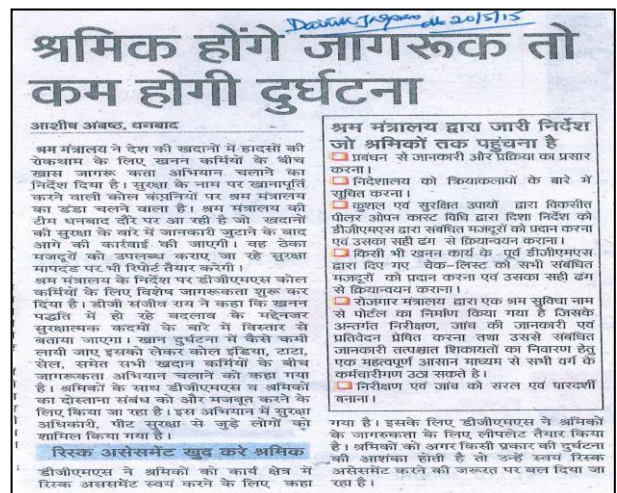 Dainik Jagran dt 20/5/15
श्रमिक होंगे जागरूक तो
कम होगी दुर्घटना
आशीष अंबष्ठ, धनबाद
श्रम मंत्रालय ने देश की खदानों में हादसों की
रोकथाम के लिए खनन कर्मियों के बीच
खास जागरू कता अभियान चलाने का
निर्देश दिया है। सुरक्षा के नाम पर खानापूर्ति
करने वाली कोल कंपनियों पर श्रम मंत्रालय
का डंडा चलने वाला है। श्रम मंत्रालय की
टीम धनबाद दौरे पर आ रही है जो खदानों
की सुरक्षा के बारे में जानकारी जुटाने के बाद
आगे की कार्रवाई की जाएगी। वह ठेका
मजदूरों को उपलब्ध कराए जा रहे सुरक्षा
मापदंड पर भी रिपोर्ट तैयार करेगी।
श्रम मंत्रालय के निर्देश पर डीजीएमएस कोल
कर्मियों के लिए विशेष जागरूकता शुरू कर
दिया है। डीजी संजीव राय ने कहा कि खनन
पद्धति में हो रहे बदलाव के मद्देनजर
सुरक्षात्मक कदमों के बारे में विस्तार से
बताया जाएगा। खान दुर्घटना में कैसे कमी
लायी जाए इसको लेकर कोल इंडिया, टाटा,
सेल, समेत सभी खदान कर्मियों के बीच
जागरूकता अभियान चलाने को कहा गया
है। श्रमिकों के साथ डीजीएमएस व श्रमिकों
का दोस्ताना संबंध को और मजबूत करने के
लिए किया जा रहा है। इस अभियान में सुरक्षा
अधिकारी, पीट सुरक्षा से जुड़े लोगों को
शामिल किया गया है।
रिस्क असेसमेंट खुद करे श्रमिक
डीजीएमएस ने श्रमिकों को कार्य क्षेत्र में
रिस्क असेसमेंट स्वयं करने के लिए कहा
श्रम मंत्रालय द्वारा जारी निर्देश
जो श्रमिकों तक पहुंचना है
प्रबंधन से जानकारी और प्रक्रिया का प्रसार
करना।
निदेशालय को क्रियाकलापों के बारे में
सूचित करना।
कुशल एवं सुरक्षित उपायों द्वारा विकसीत
पीलर ओपन कास्ट विधि द्वारा दिशा निर्देश को
डीजीएमएस द्वारा संबंधित मजदूरों को प्रदान करना
एवं उसका सही ढंग से क्रियान्वयन कराना।
किसी भी खनन कार्य के पूर्व डीजीएमएस
द्वारा दिए गए चेक-लिस्ट को सभी संबंधित
मजदूरों को प्रदान करना एवं उसका सही ढंग
से क्रियान्वयन कराना।
रोजगार मंत्रालय द्वारा एक श्रम सुविधा नाम
से पोर्टल का निर्माण किया गया है जिसके
अन्तर्गत निरीक्षण, जांच की जानकारी एवं
प्रतिवेदन प्रेषित करना तथा उससे संबंधित
जानकारी तत्पश्चात शिकायतों का निवारण हेतु
एक महत्वपूर्ण आसान माध्यम से सभी वर्ग के
कर्मचारीगण उठा सकते है।
निरीक्षण एवं जांच को सरल एवं पारदर्शी
बनाना।
गया है। इसके लिए डीजीएमएस ने श्रमिकों
के जागरुकता के लिए लीपलेट तैयार किया
है। श्रमिकों को अगर किसी प्रकार की दुर्घटना
की आशंका होती है तो उन्हें स्वयं रिस्क
असेसमेंट करने की जरूरत पर बल दिया जा
रहा है।